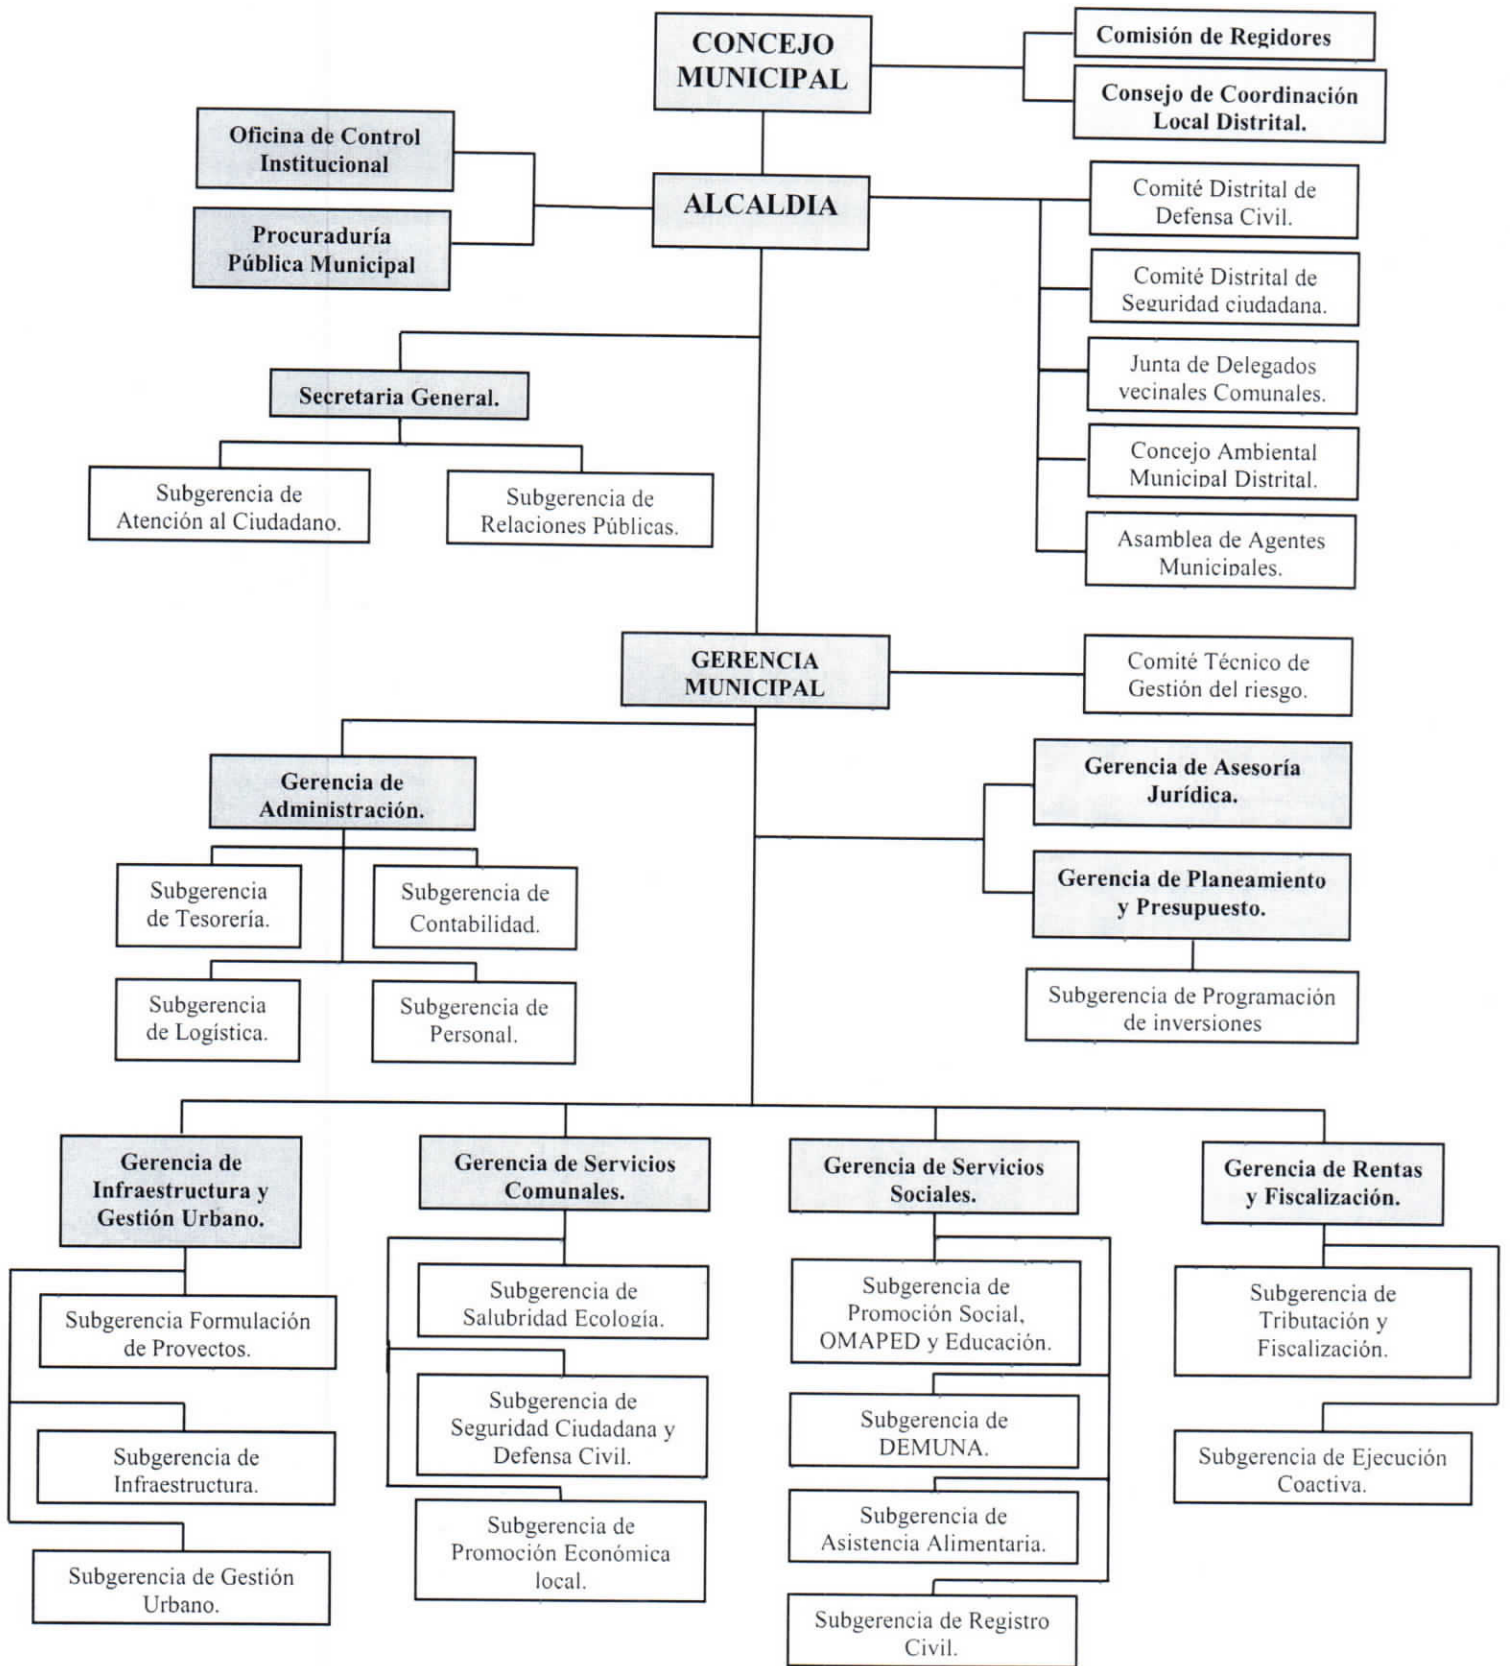 CONCEJO
MUNICIPAL
Comisión de Regidores
Consejo de Coordinación
Local Distrital.
Oficina de Control
Institucional
Procuraduría
Pública Municipal
ALCALDIA
Comité Distrital de
Defensa Civil.
Comité Distrital de
Seguridad ciudadana.
Junta de Delegados
vecinales Comunales.
Concejo Ambiental
Municipal Distrital.
Asamblea de Agentes
Municipales.
Secretaria General.
Subgerencia de
Atención al Ciudadano.
Subgerencia de
Relaciones Públicas.
GERENCIA
MUNICIPAL
Comité Técnico de
Gestión del riesgo.
Gerencia de
Administración.
Gerencia de Asesoría
Jurídica.
Gerencia de Planeamiento
y Presupuesto.
Subgerencia de Programación
de inversiones
Subgerencia
de Tesorería.
Subgerencia de
Contabilidad.
Subgerencia
de Logística.
Subgerencia de
Personal.
Gerencia de
Infraestructura y
Gestión Urbano.
Subgerencia Formulación
de Proyectos.
Subgerencia de
Infraestructura.
Subgerencia de Gestión
Urbano.
Gerencia de Servicios
Comunales.
Subgerencia de
Salubridad Ecología.
Subgerencia de
Seguridad Ciudadana y
Defensa Civil.
Subgerencia de
Promoción Económica
local.
Gerencia de Servicios
Sociales.
Subgerencia de
Promoción Social,
OMAPED y Educación.
Subgerencia de
DEMUNA.
Subgerencia de
Asistencia Alimentaria.
Subgerencia de Registro
Civil.
Gerencia de Rentas
y Fiscalización.
Subgerencia de
Tributación y
Fiscalización.
Subgerencia de Ejecución
Coactiva.